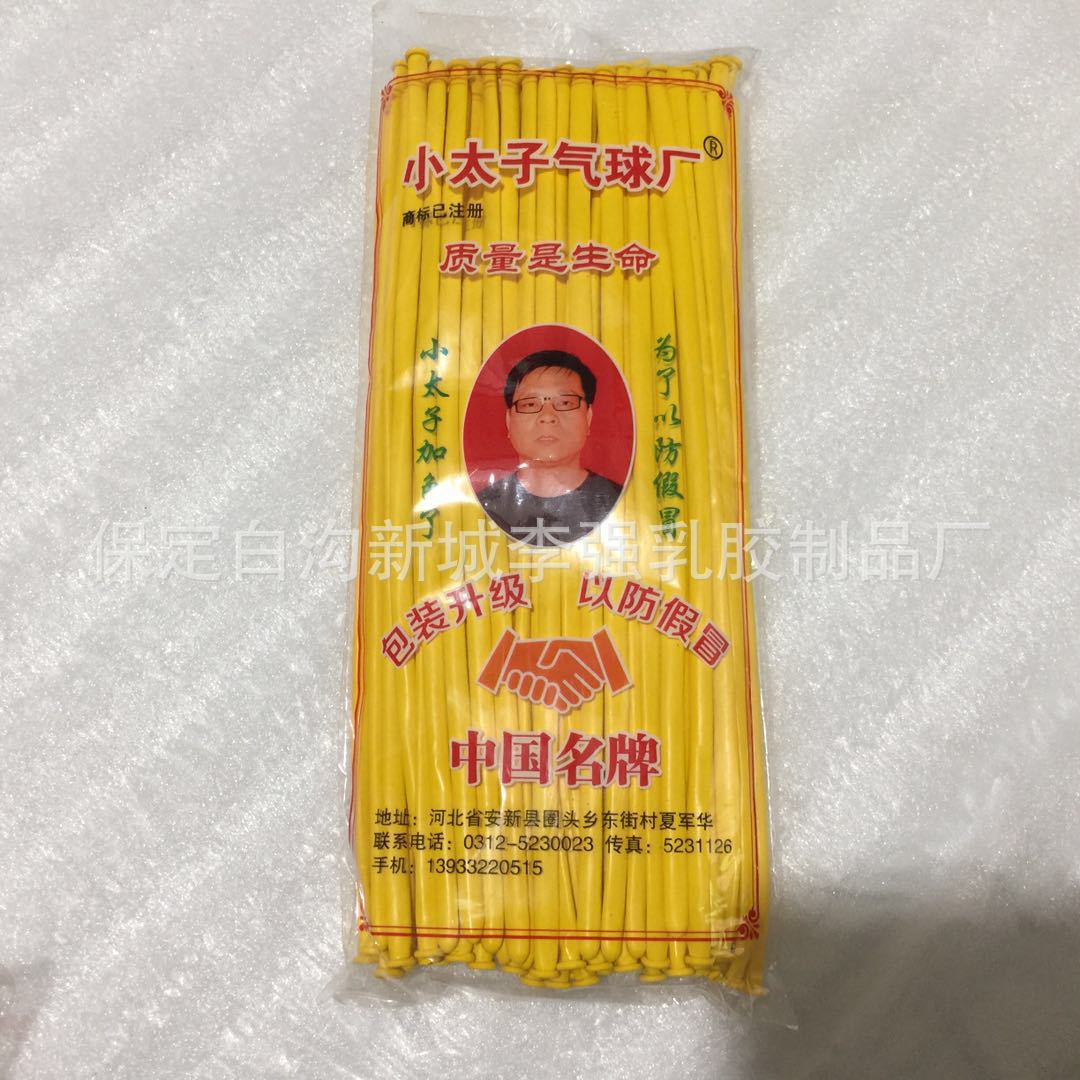 小太子气球厂®
商标已注册
质量是生命
小太子加色了
为了以防假冒
保定白沟新城李强乳胶制品厂
包装升级 以防假冒
中国名牌
地址：河北省安新县圈头乡东街村夏军华
联系电话：0312-5230023 传真：5231126
手机：13933220515